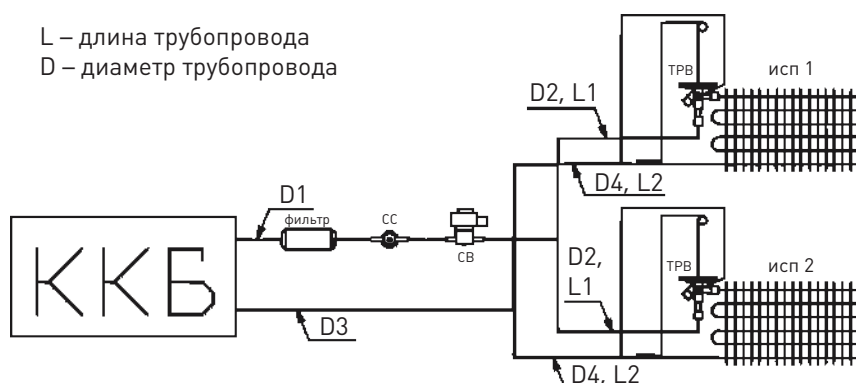 L – длина трубопровода
D – диаметр трубопровода
ТРВ
исп 1
D2, L1
D4, L2
D1
фильтр
СС
СВ
ККБ
D2,
L1
ТРВ
исп 2
D3
D4, L2